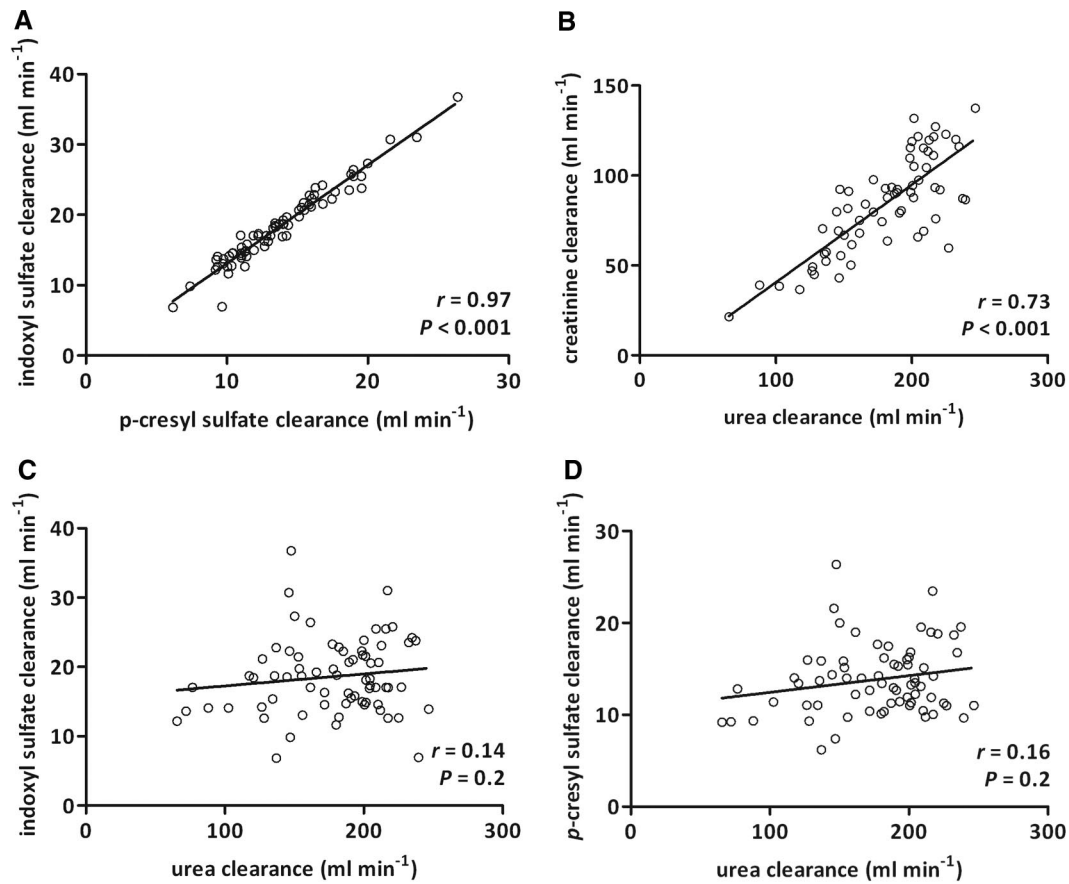 A
indoxyl sulfate clearance (ml min⁻¹)
40
30
20
10
0
0 10 20 30
p-cresyl sulfate clearance (ml min⁻¹)
r = 0.97
P < 0.001
B
creatinine clearance (ml min⁻¹)
150
100
50
0
0 100 200 300
urea clearance (ml min⁻¹)
r = 0.73
P < 0.001
C
indoxyl sulfate clearance (ml min⁻¹)
40
30
20
10
0
0 100 200 300
urea clearance (ml min⁻¹)
r = 0.14
P = 0.2
D
p-cresyl sulfate clearance (ml min⁻¹)
30
20
10
0
0 100 200 300
urea clearance (ml min⁻¹)
r = 0.16
P = 0.2